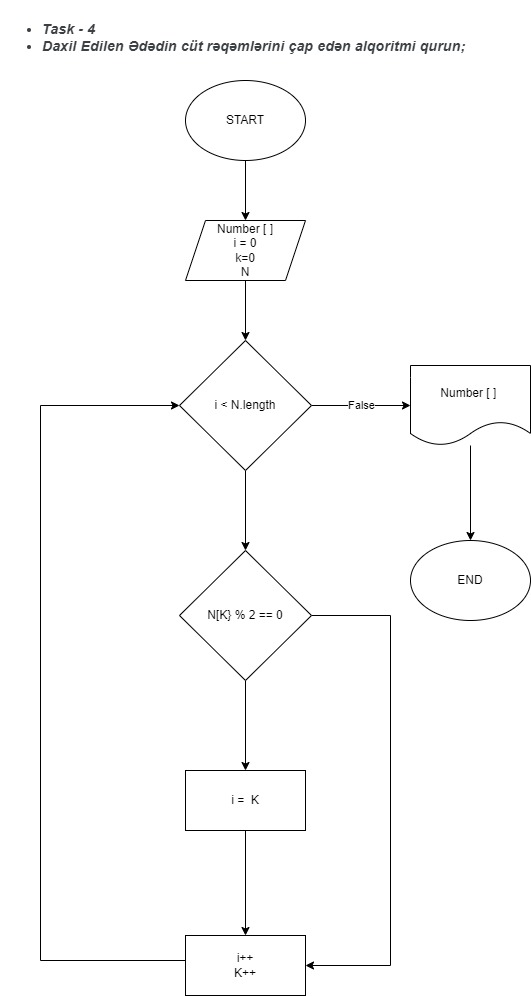 Task - 4
Daxil Edilen Ədədin cüt rəqəmlərini çap edən alqoritmi qurun;
START
Number [ ]
i = 0
k=0
N
i < N.length
False
Number [ ]
N[K} % 2 == 0
END
i = K
i++
K++